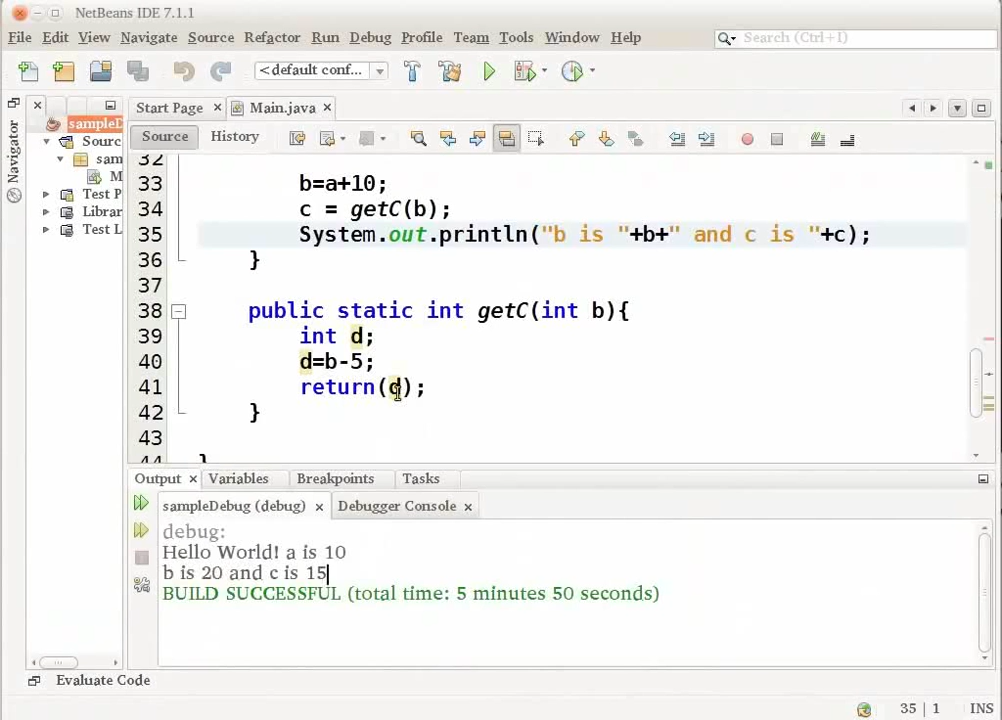 NetBeans IDE 7.1.1
File Edit View Navigate Source Refactor Run Debug Profile Team Tools Window Help
Search (Ctrl+I)
<default conf...
Start Page
Main.java
Navigator
Source
History
sampleD
Sourc
sam
M
Test P
Librar
Test L
32
33 b=a+10;
34 c = getC(b);
35 System.out.println("b is "+b+" and c is "+c);
36 }
37
38 public static int getC(int b){
39 int d;
40 d=b-5;
41 return(d);
42 }
43
44 }
Output Variables Breakpoints Tasks
sampleDebug (debug) Debugger Console
debug:
Hello World! a is 10
b is 20 and c is 15
BUILD SUCCESSFUL (total time: 5 minutes 50 seconds)
Evaluate Code
35 | 1 INS